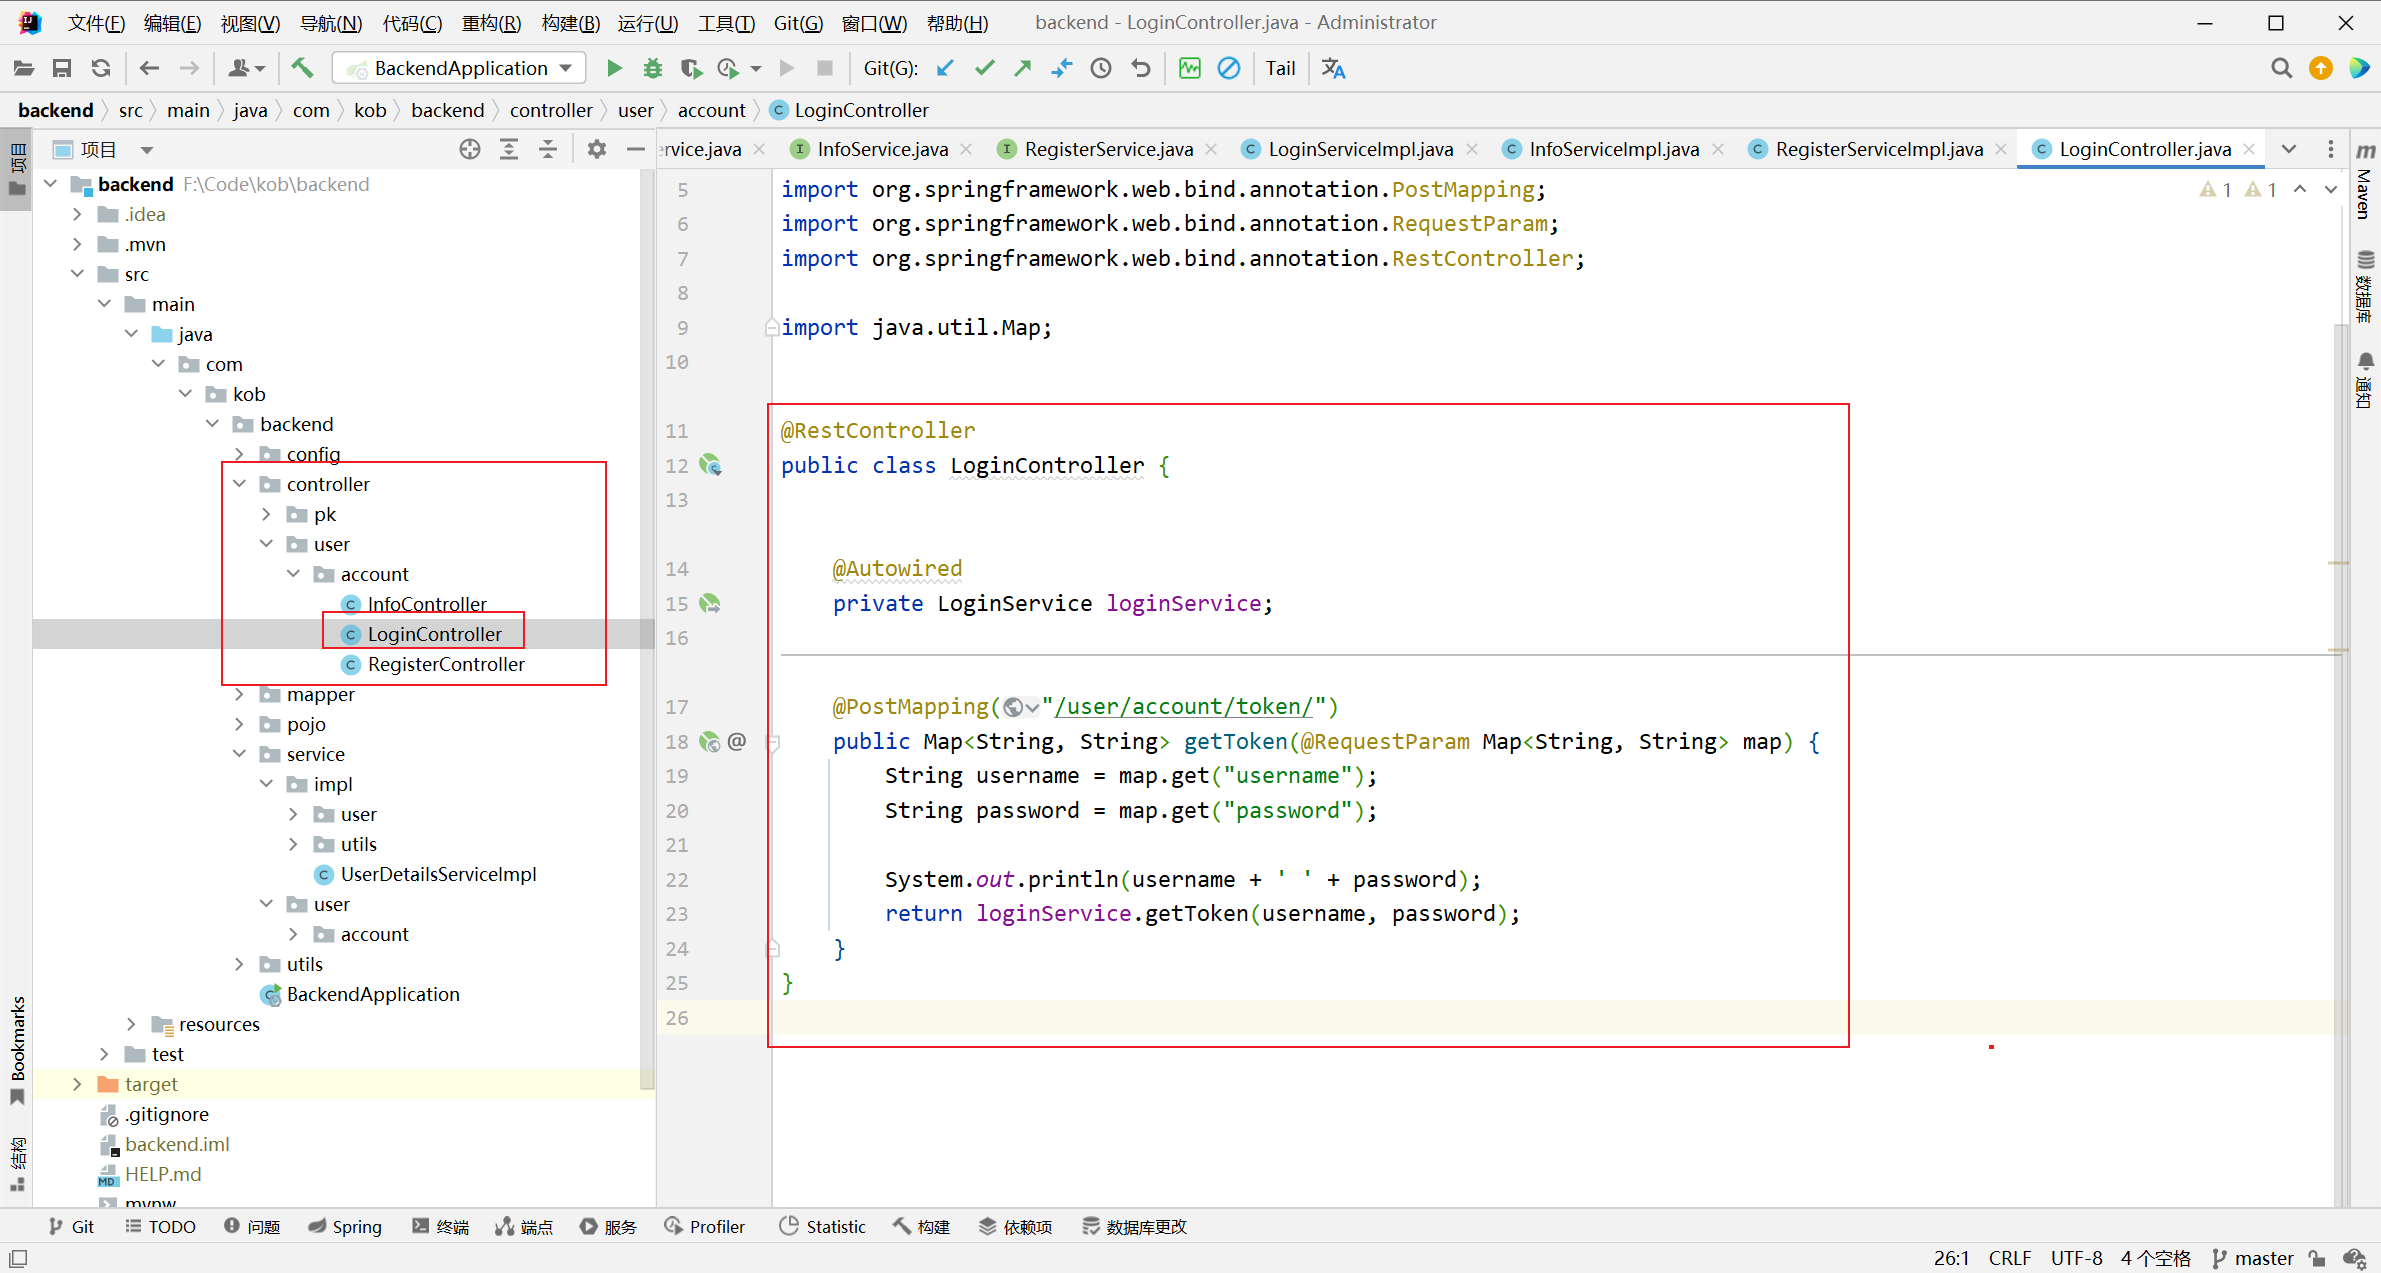 文件(F) 编辑(E) 视图(V) 导航(N) 代码(C) 重构(R) 构建(B) 运行(U) 工具(T) Git(G) 窗口(W) 帮助(H) backend - LoginController.java - Administrator
BackendApplication Git(G): Tail
backend src main java com kob backend controller user account LoginController
项目
项目
ervice.java InfoService.java RegisterService.java LoginServiceImpl.java InfoServiceImpl.java RegisterServiceImpl.java LoginController.java
backend F:\Code\kob\backend
.idea
.mvn
src
main
java
com
kob
backend
config
controller
pk
user
account
InfoController
LoginController
RegisterController
mapper
pojo
service
impl
user
utils
UserDetailsServiceImpl
user
account
utils
BackendApplication
resources
test
target
.gitignore
backend.iml
HELP.md
mvnw
Bookmarks
结构
5 import org.springframework.web.bind.annotation.PostMapping;
6 import org.springframework.web.bind.annotation.RequestParam;
7 import org.springframework.web.bind.annotation.RestController;
8
9 import java.util.Map;
10
11 @RestController
12 public class LoginController {
13
14 @Autowired
15 private LoginService loginService;
16
17 @PostMapping("/user/account/token/")
18 @ public Map<String, String> getToken(@RequestParam Map<String, String> map) {
19 String username = map.get("username");
20 String password = map.get("password");
21
22 System.out.println(username + ' ' + password);
23 return loginService.getToken(username, password);
24 }
25 }
26
1 1
m
Maven
数据库
通知
Git TODO 问题 Spring 终端 端点 服务 Profiler Statistic 构建 依赖项 数据库更改
26:1 CRLF UTF-8 4 个空格 master